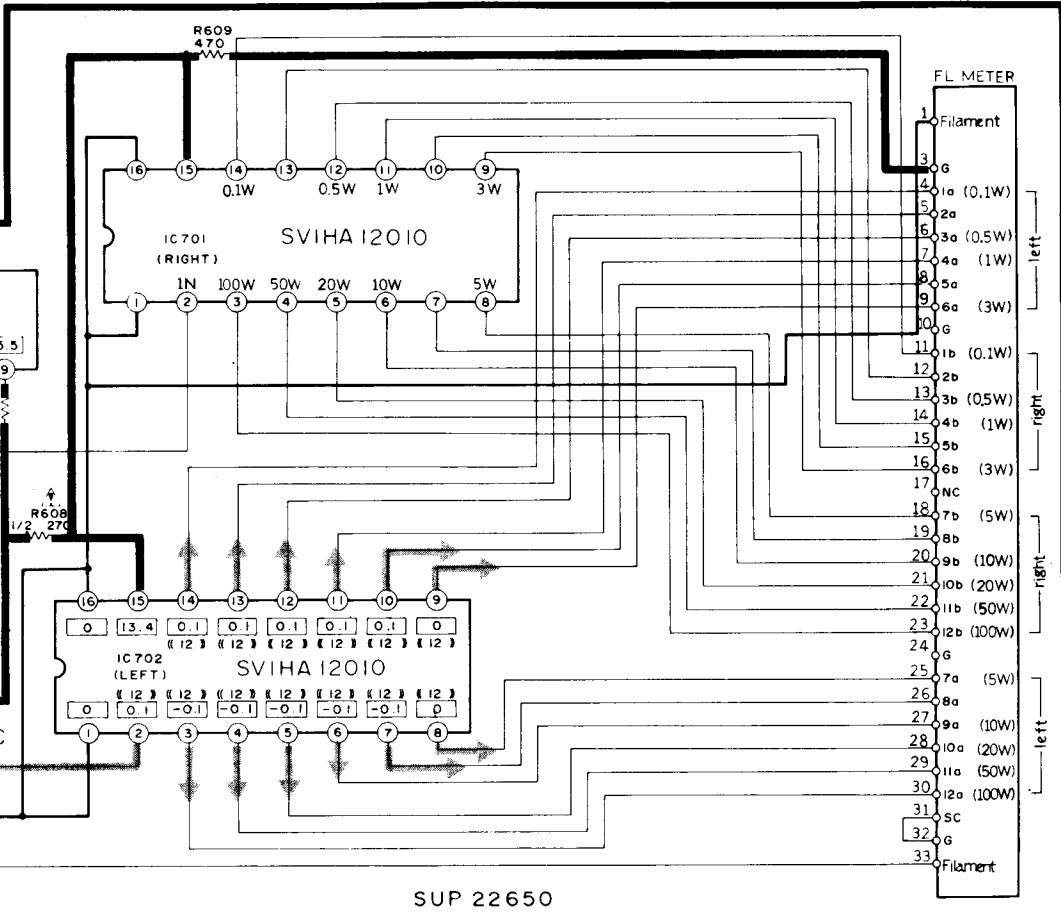 R609
470
FL METER
1 Filament
3 G
4 1a (0.1W)
5 2a
6 3a (0.5W)
7 4a (1W)
8 5a
9 6a (3W)
left
10 G
11 1b (0.1W)
12 2b
13 3b (0.5W)
14 4b (1W)
15 5b
16 6b (3W)
right
17 NC
18 7b (5W)
19 8b
20 9b (10W)
21 10b (20W)
22 11b (50W)
23 12b (100W)
right
24 G
25 7a (5W)
26 8a
27 9a (10W)
28 10a (20W)
29 11a (50W)
30 12a (100W)
left
31 SC
32 G
33 Filament
16 15 14 13 12 11 10 9
0.1W 0.5W 1W 3W
IC701
(RIGHT)
SVIHA 12010
1N 100W 50W 20W 10W 5W
1 2 3 4 5 6 7 8
3.5
9
R608
1/2 270
16 15 14 13 12 11 10 9
0 13.4 0.1 0.1 0.1 0.1 0.1 0
⸨12⸩ ⸨12⸩ ⸨12⸩ ⸨12⸩ ⸨12⸩ ⸨12⸩
IC702
(LEFT)
SVIHA 12010
⸨12⸩ ⸨12⸩ ⸨12⸩ ⸨12⸩ ⸨12⸩ ⸨12⸩ ⸨12⸩
0 0.1 -0.1 -0.1 -0.1 -0.1 -0.1 0
1 2 3 4 5 6 7 8
C
SUP 22650